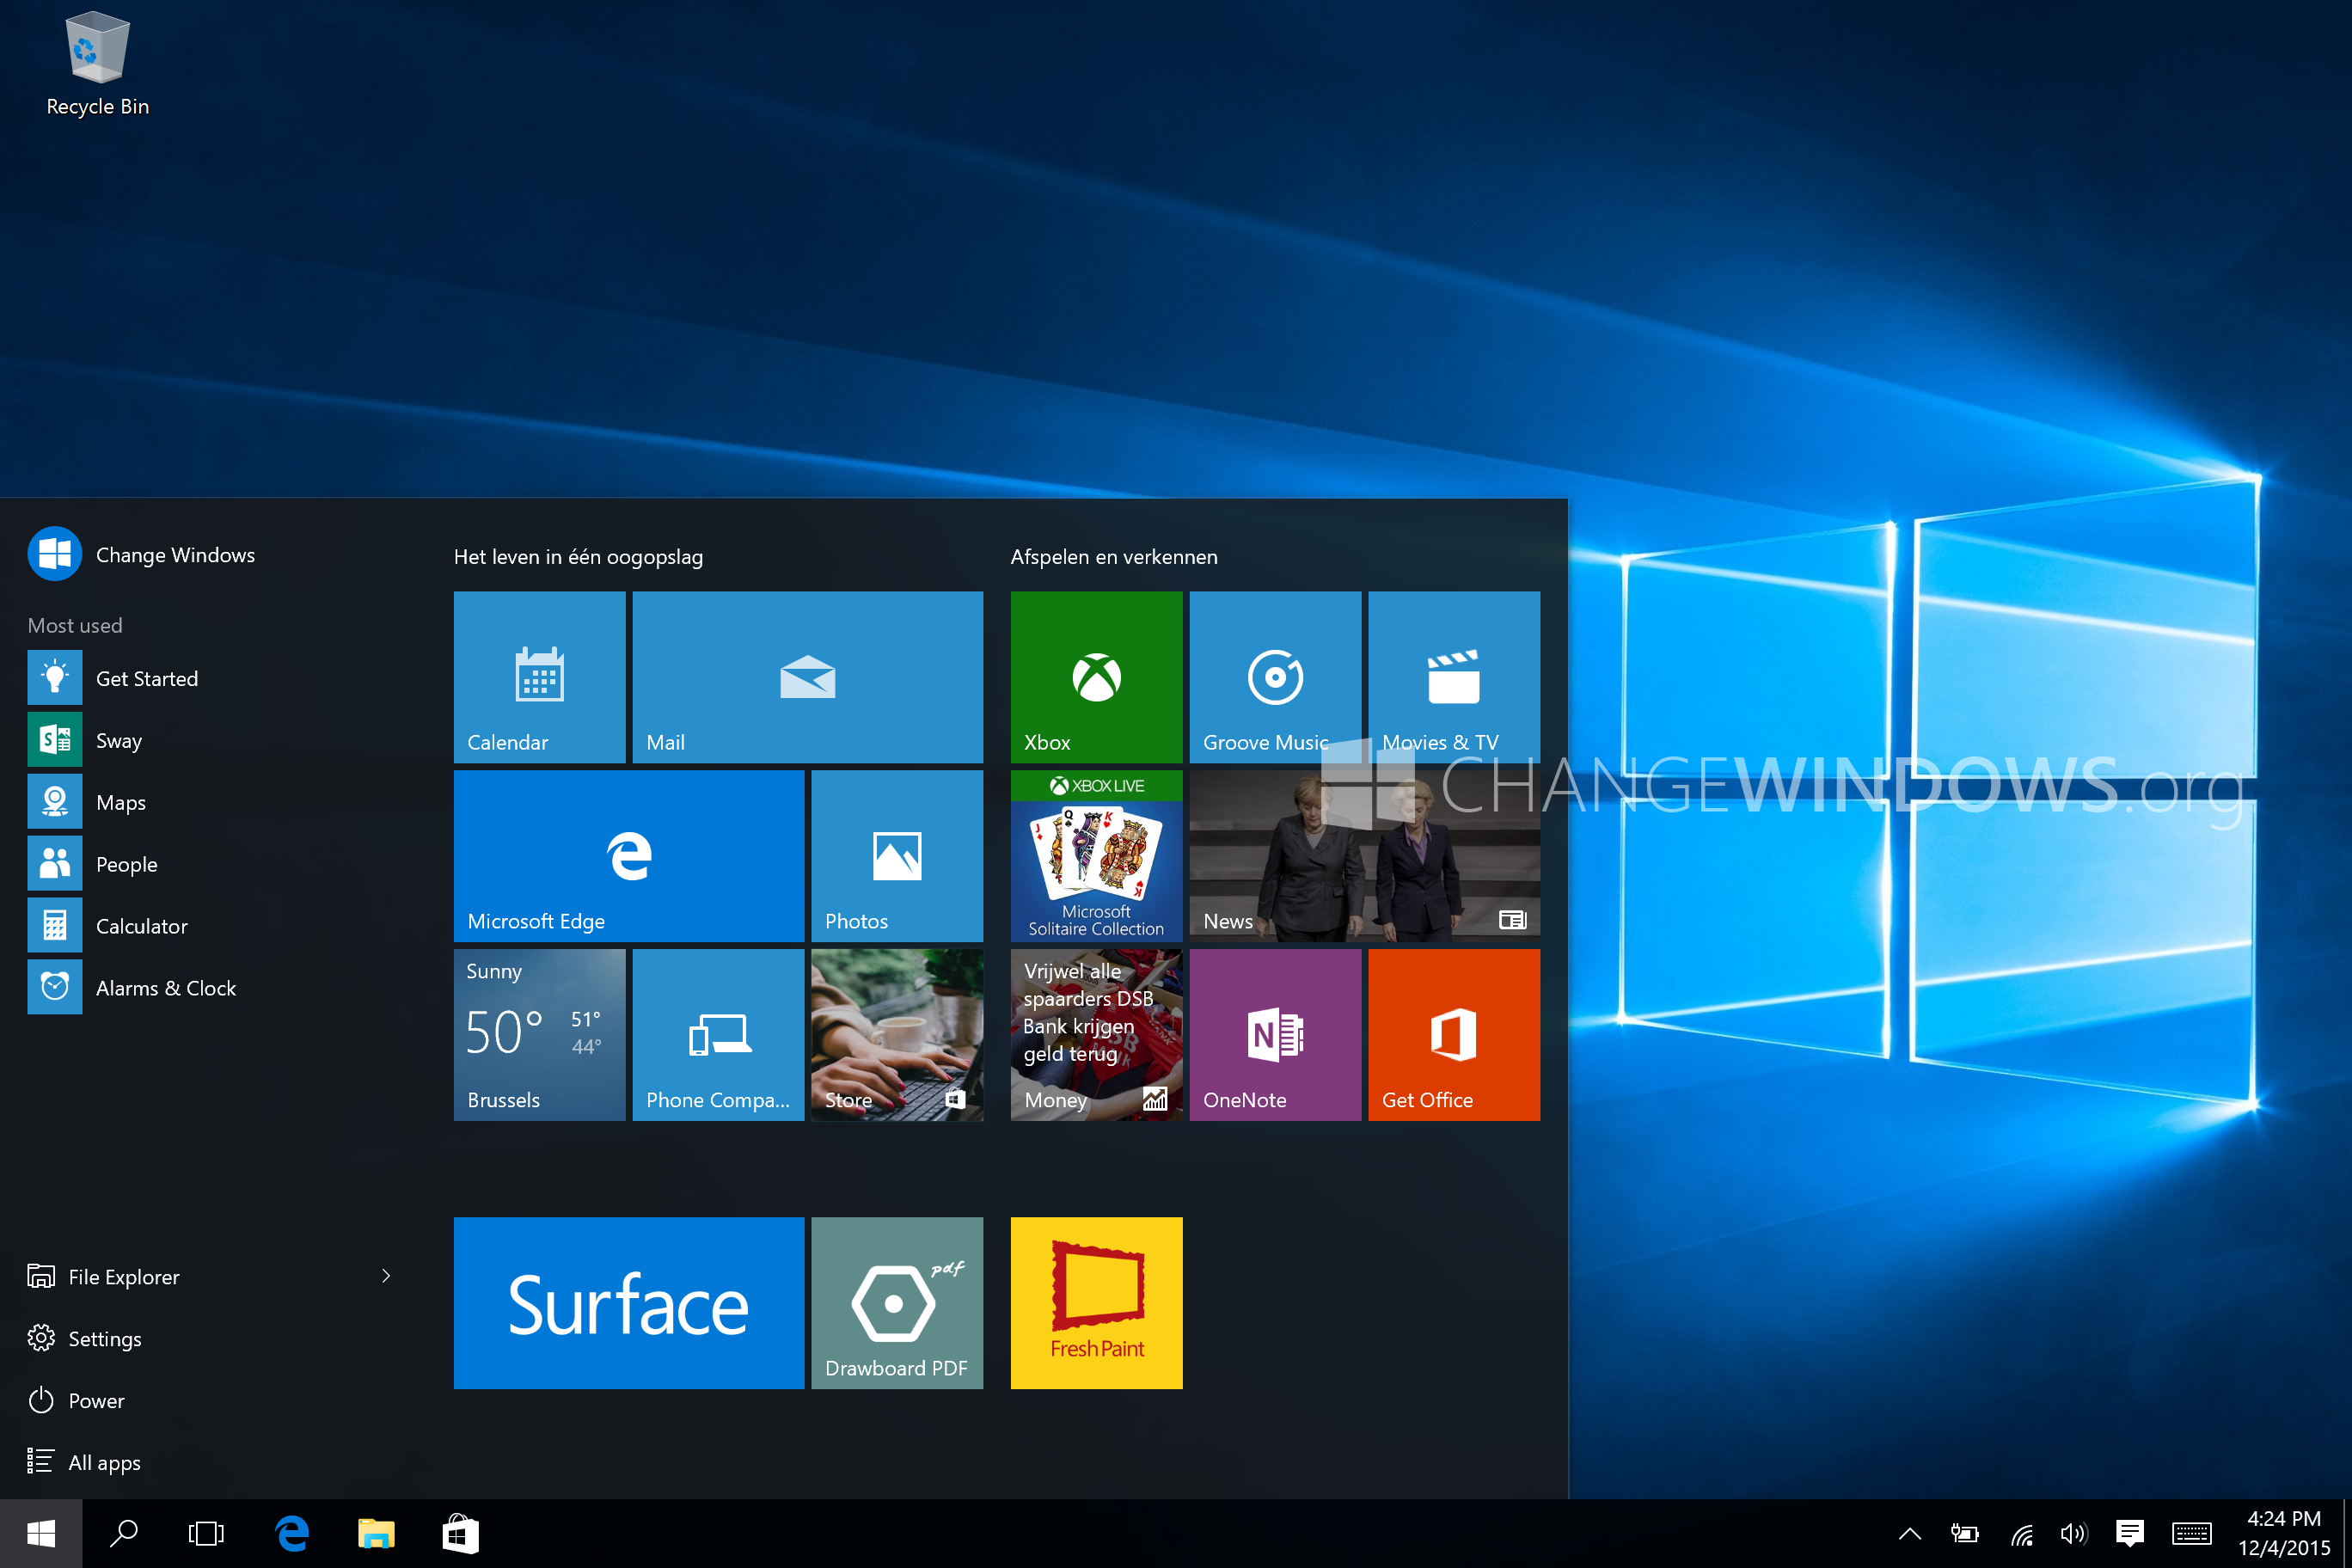 Recycle Bin
Change Windows
Most used
Get Started
Sway
Maps
People
Calculator
Alarms & Clock
File Explorer
Settings
Power
All apps
Het leven in één oogopslag
Calendar
Mail
Microsoft Edge
Photos
Sunny
50°
51°
44°
Brussels
Phone Compa...
Store
Surface
pdf
Drawboard PDF
Afspelen en verkennen
Xbox
Groove Music
Movies & TV
XBOX LIVE
J
Q
K
K
Microsoft
Solitaire Collection
News
Vrijwel alle
spaarders DSB
Bank krijgen
geld terug
Money
OneNote
Get Office
Fresh Paint
CHANGEWINDOWS.org
4:24 PM
12/4/2015